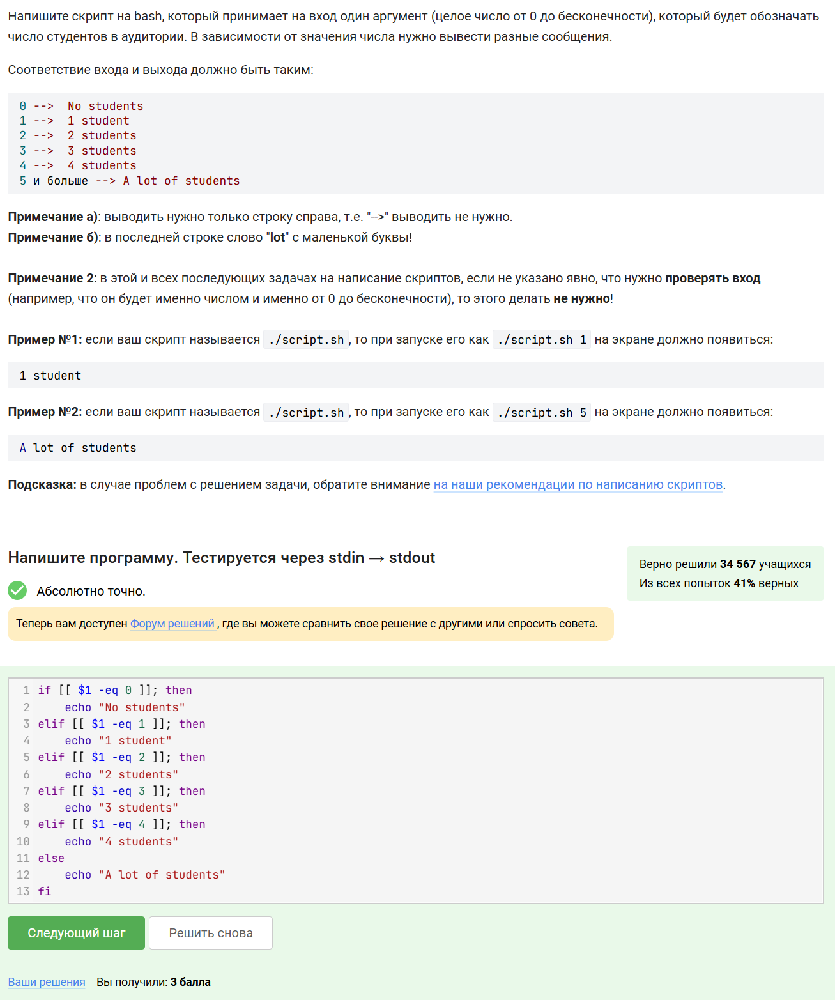 Напишите скрипт на bash, который принимает на вход один аргумент (целое число от 0 до бесконечности), который будет обозначать
число студентов в аудитории. В зависимости от значения числа нужно вывести разные сообщения.
Соответствие входа и выхода должно быть таким:
0 -->  No students
1 -->  1 student
2 -->  2 students
3 -->  3 students
4 -->  4 students
5 и больше --> A lot of students
Примечание а): выводить нужно только строку справа, т.е. "-->" выводить не нужно.
Примечание б): в последней строке слово "lot" с маленькой буквы!
Примечание 2: в этой и всех последующих задачах на написание скриптов, если не указано явно, что нужно проверять вход
(например, что он будет именно числом и именно от 0 до бесконечности), то этого делать не нужно!
Пример №1: если ваш скрипт называется ./script.sh, то при запуске его как ./script.sh 1 на экране должно появиться:
1 student
Пример №2: если ваш скрипт называется ./script.sh, то при запуске его как ./script.sh 5 на экране должно появиться:
A lot of students
Подсказка: в случае проблем с решением задачи, обратите внимание на наши рекомендации по написанию скриптов.
Напишите программу. Тестируется через stdin → stdout
Верно решили 34 567 учащихся
Из всех попыток 41% верных
Абсолютно точно.
Теперь вам доступен Форум решений , где вы можете сравнить свое решение с другими или спросить совета.
1 if [[ $1 -eq 0 ]]; then
2     echo "No students"
3 elif [[ $1 -eq 1 ]]; then
4     echo "1 student"
5 elif [[ $1 -eq 2 ]]; then
6     echo "2 students"
7 elif [[ $1 -eq 3 ]]; then
8     echo "3 students"
9 elif [[ $1 -eq 4 ]]; then
10     echo "4 students"
11 else
12     echo "A lot of students"
13 fi
Следующий шаг Решить снова
Ваши решения Вы получили: 3 балла